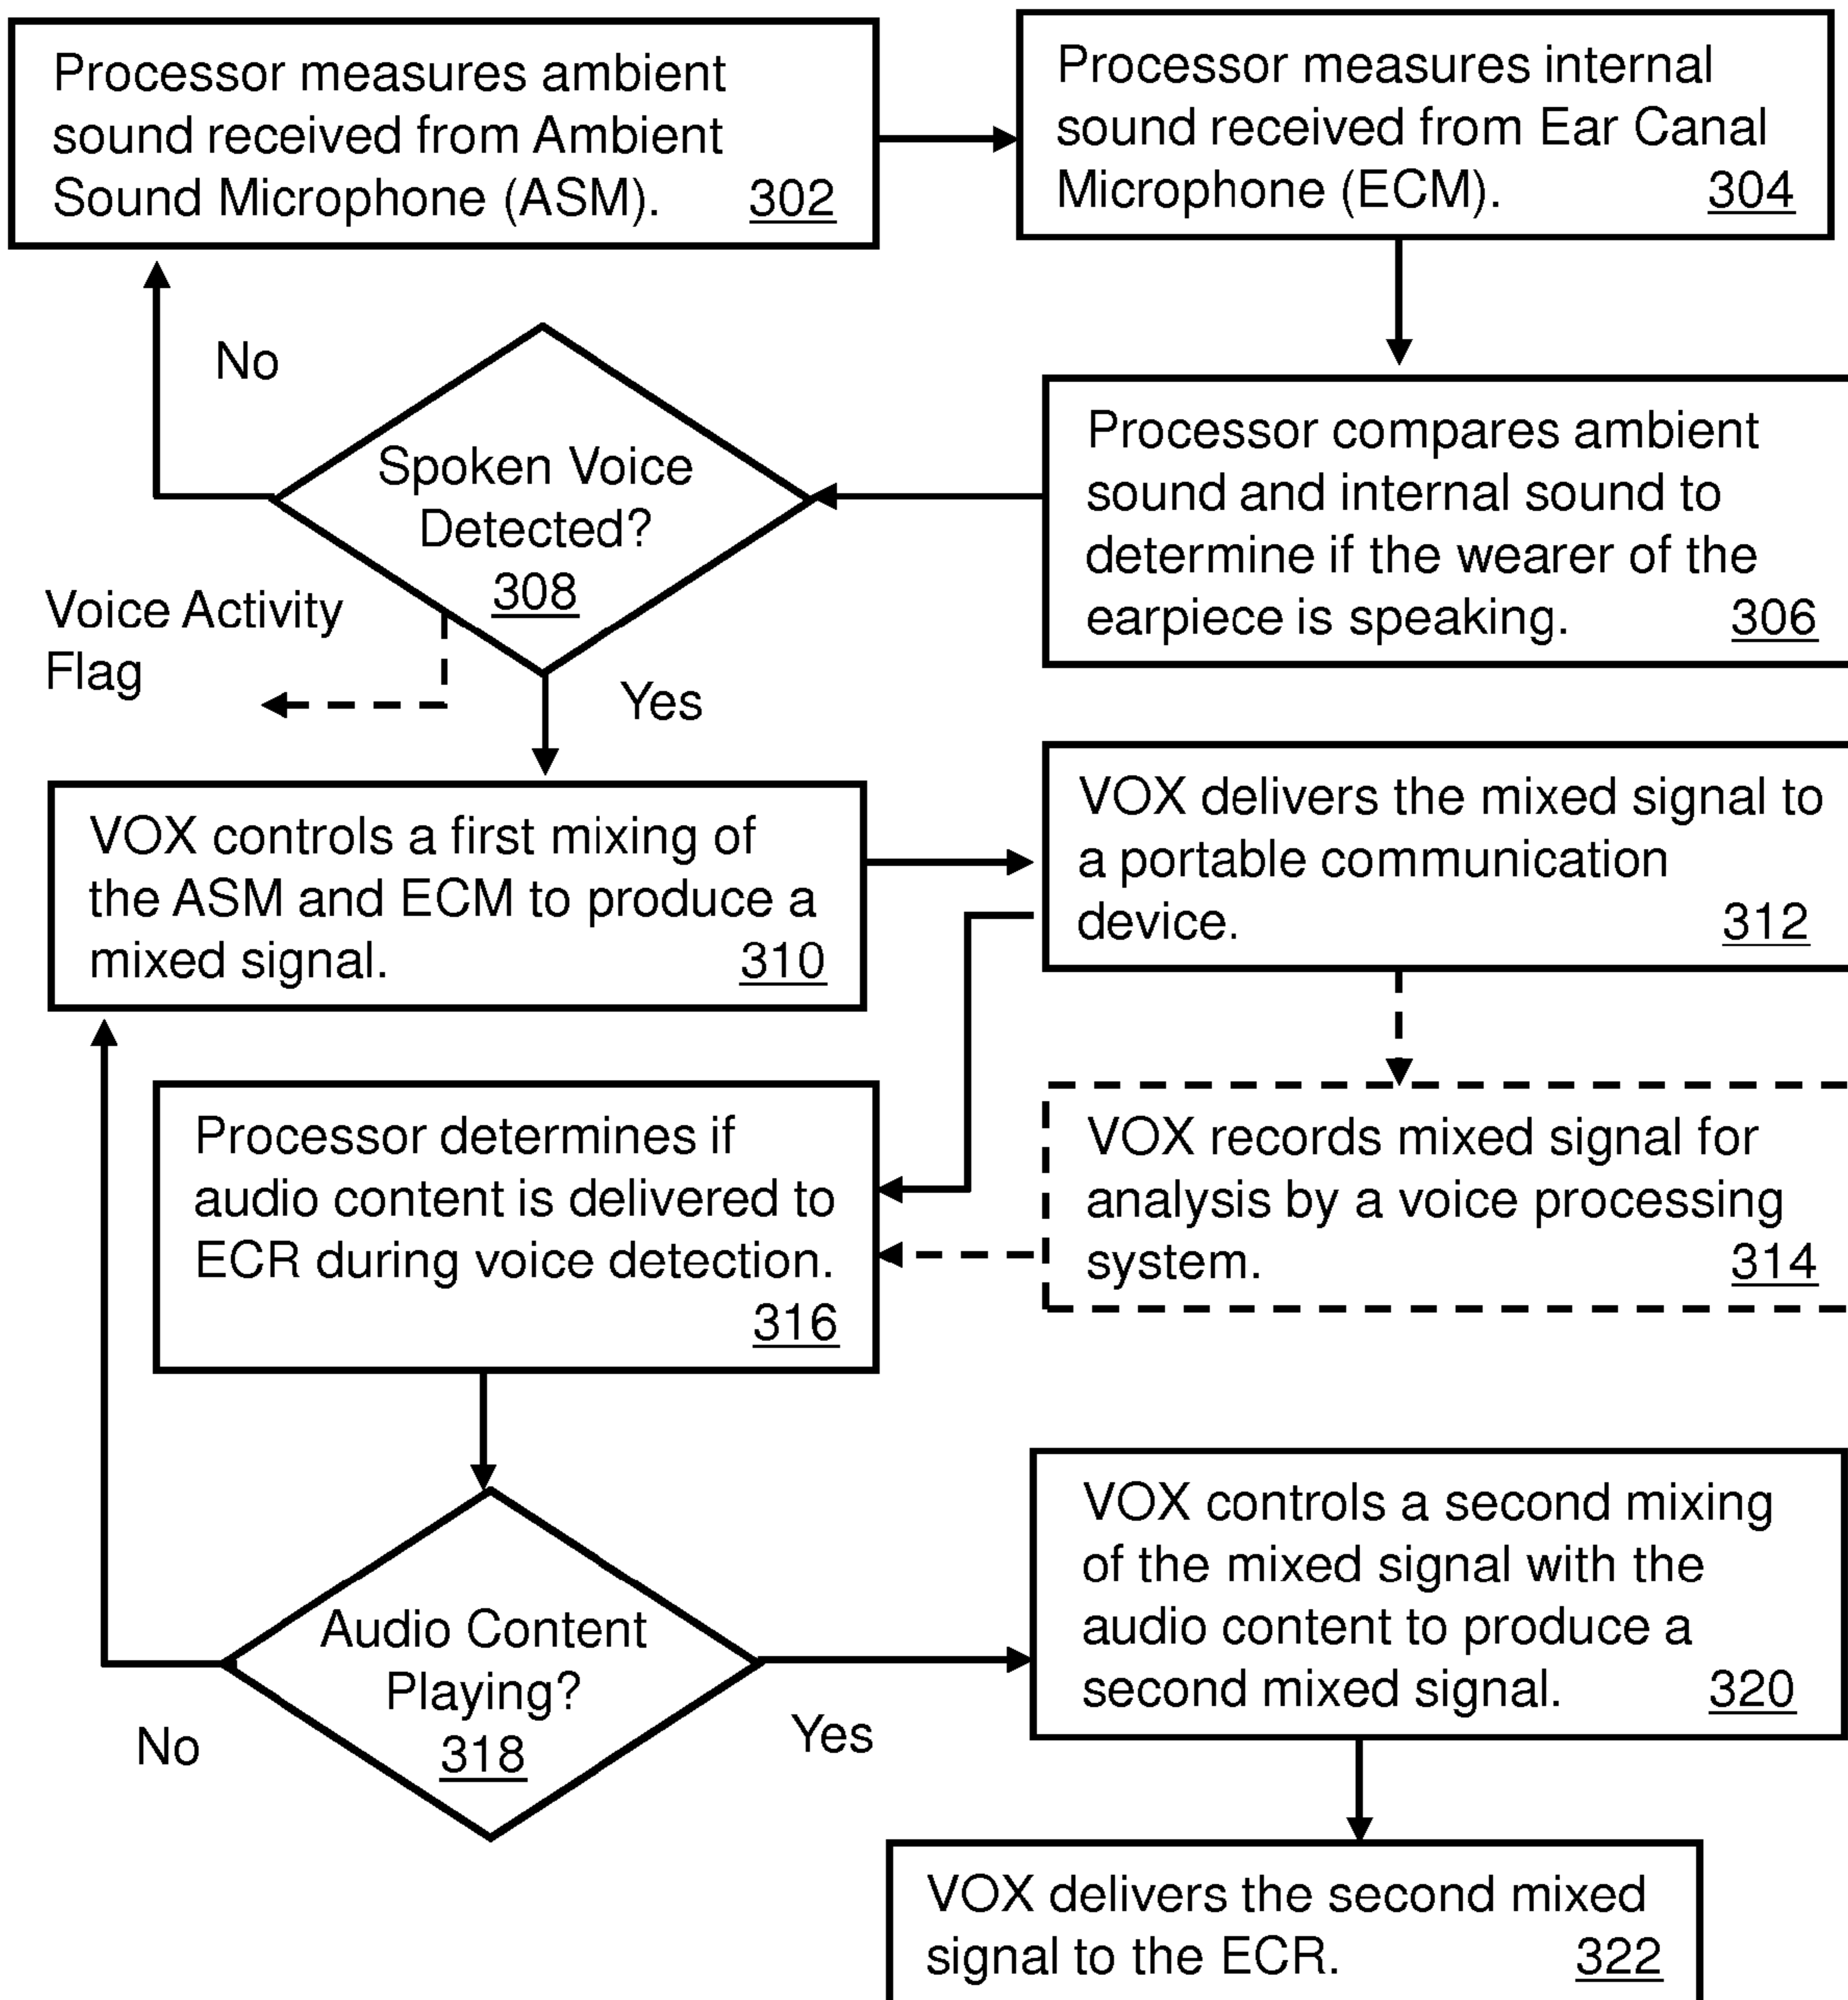 Processor measures ambient
sound received from Ambient
Sound Microphone (ASM). 302
Processor measures internal
sound received from Ear Canal
Microphone (ECM). 304
No
Spoken Voice
Detected?
308
Processor compares ambient
sound and internal sound to
determine if the wearer of the
earpiece is speaking. 306
Voice Activity
Flag
Yes
VOX controls a first mixing of
the ASM and ECM to produce a
mixed signal. 310
VOX delivers the mixed signal to
a portable communication
device. 312
VOX records mixed signal for
analysis by a voice processing
system. 314
Processor determines if
audio content is delivered to
ECR during voice detection.
316
Audio Content
Playing?
318
No
Yes
VOX controls a second mixing
of the mixed signal with the
audio content to produce a
second mixed signal. 320
VOX delivers the second mixed
signal to the ECR. 322